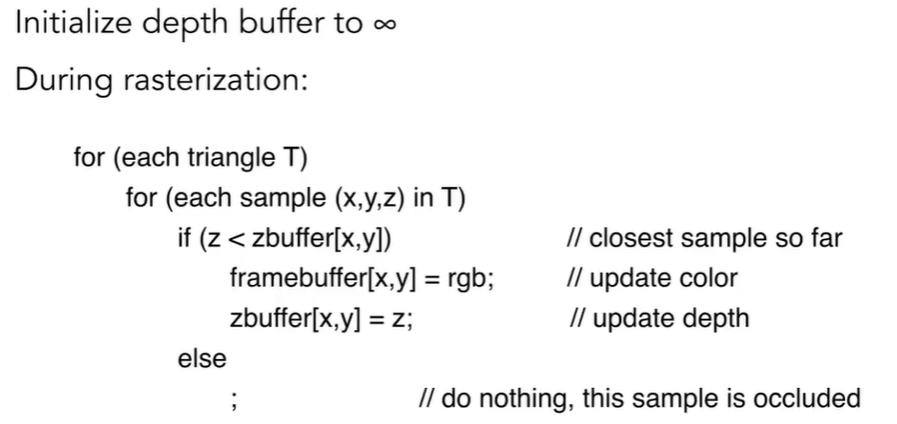 Initialize depth buffer to ∞
During rasterization:
for (each triangle T)
for (each sample (x,y,z) in T)
if (z < zbuffer[x,y]) // closest sample so far
framebuffer[x,y] = rgb; // update color
zbuffer[x,y] = z; // update depth
else
; // do nothing, this sample is occluded